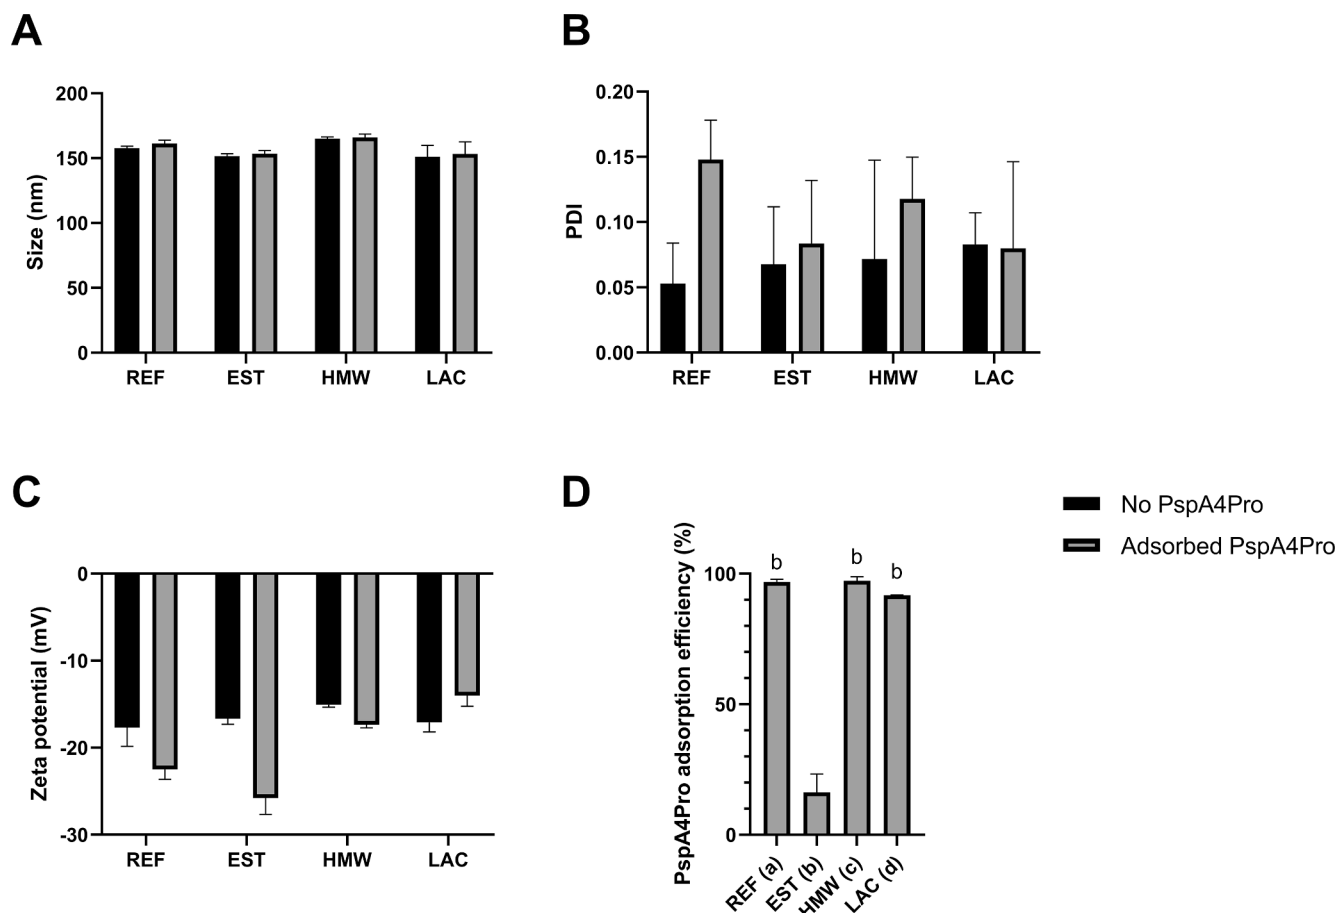 A
Size (nm)
200
150
100
50
0
REF EST HMW LAC
B
PDI
0.20
0.15
0.10
0.05
0.00
REF EST HMW LAC
C
Zeta potential (mV)
0
-10
-20
-30
REF EST HMW LAC
D
PspA4Pro adsorption efficiency (%)
100
50
0
b b b
REF (a)
EST (b)
HMW (c)
LAC (d)
No PspA4Pro
Adsorbed PspA4Pro